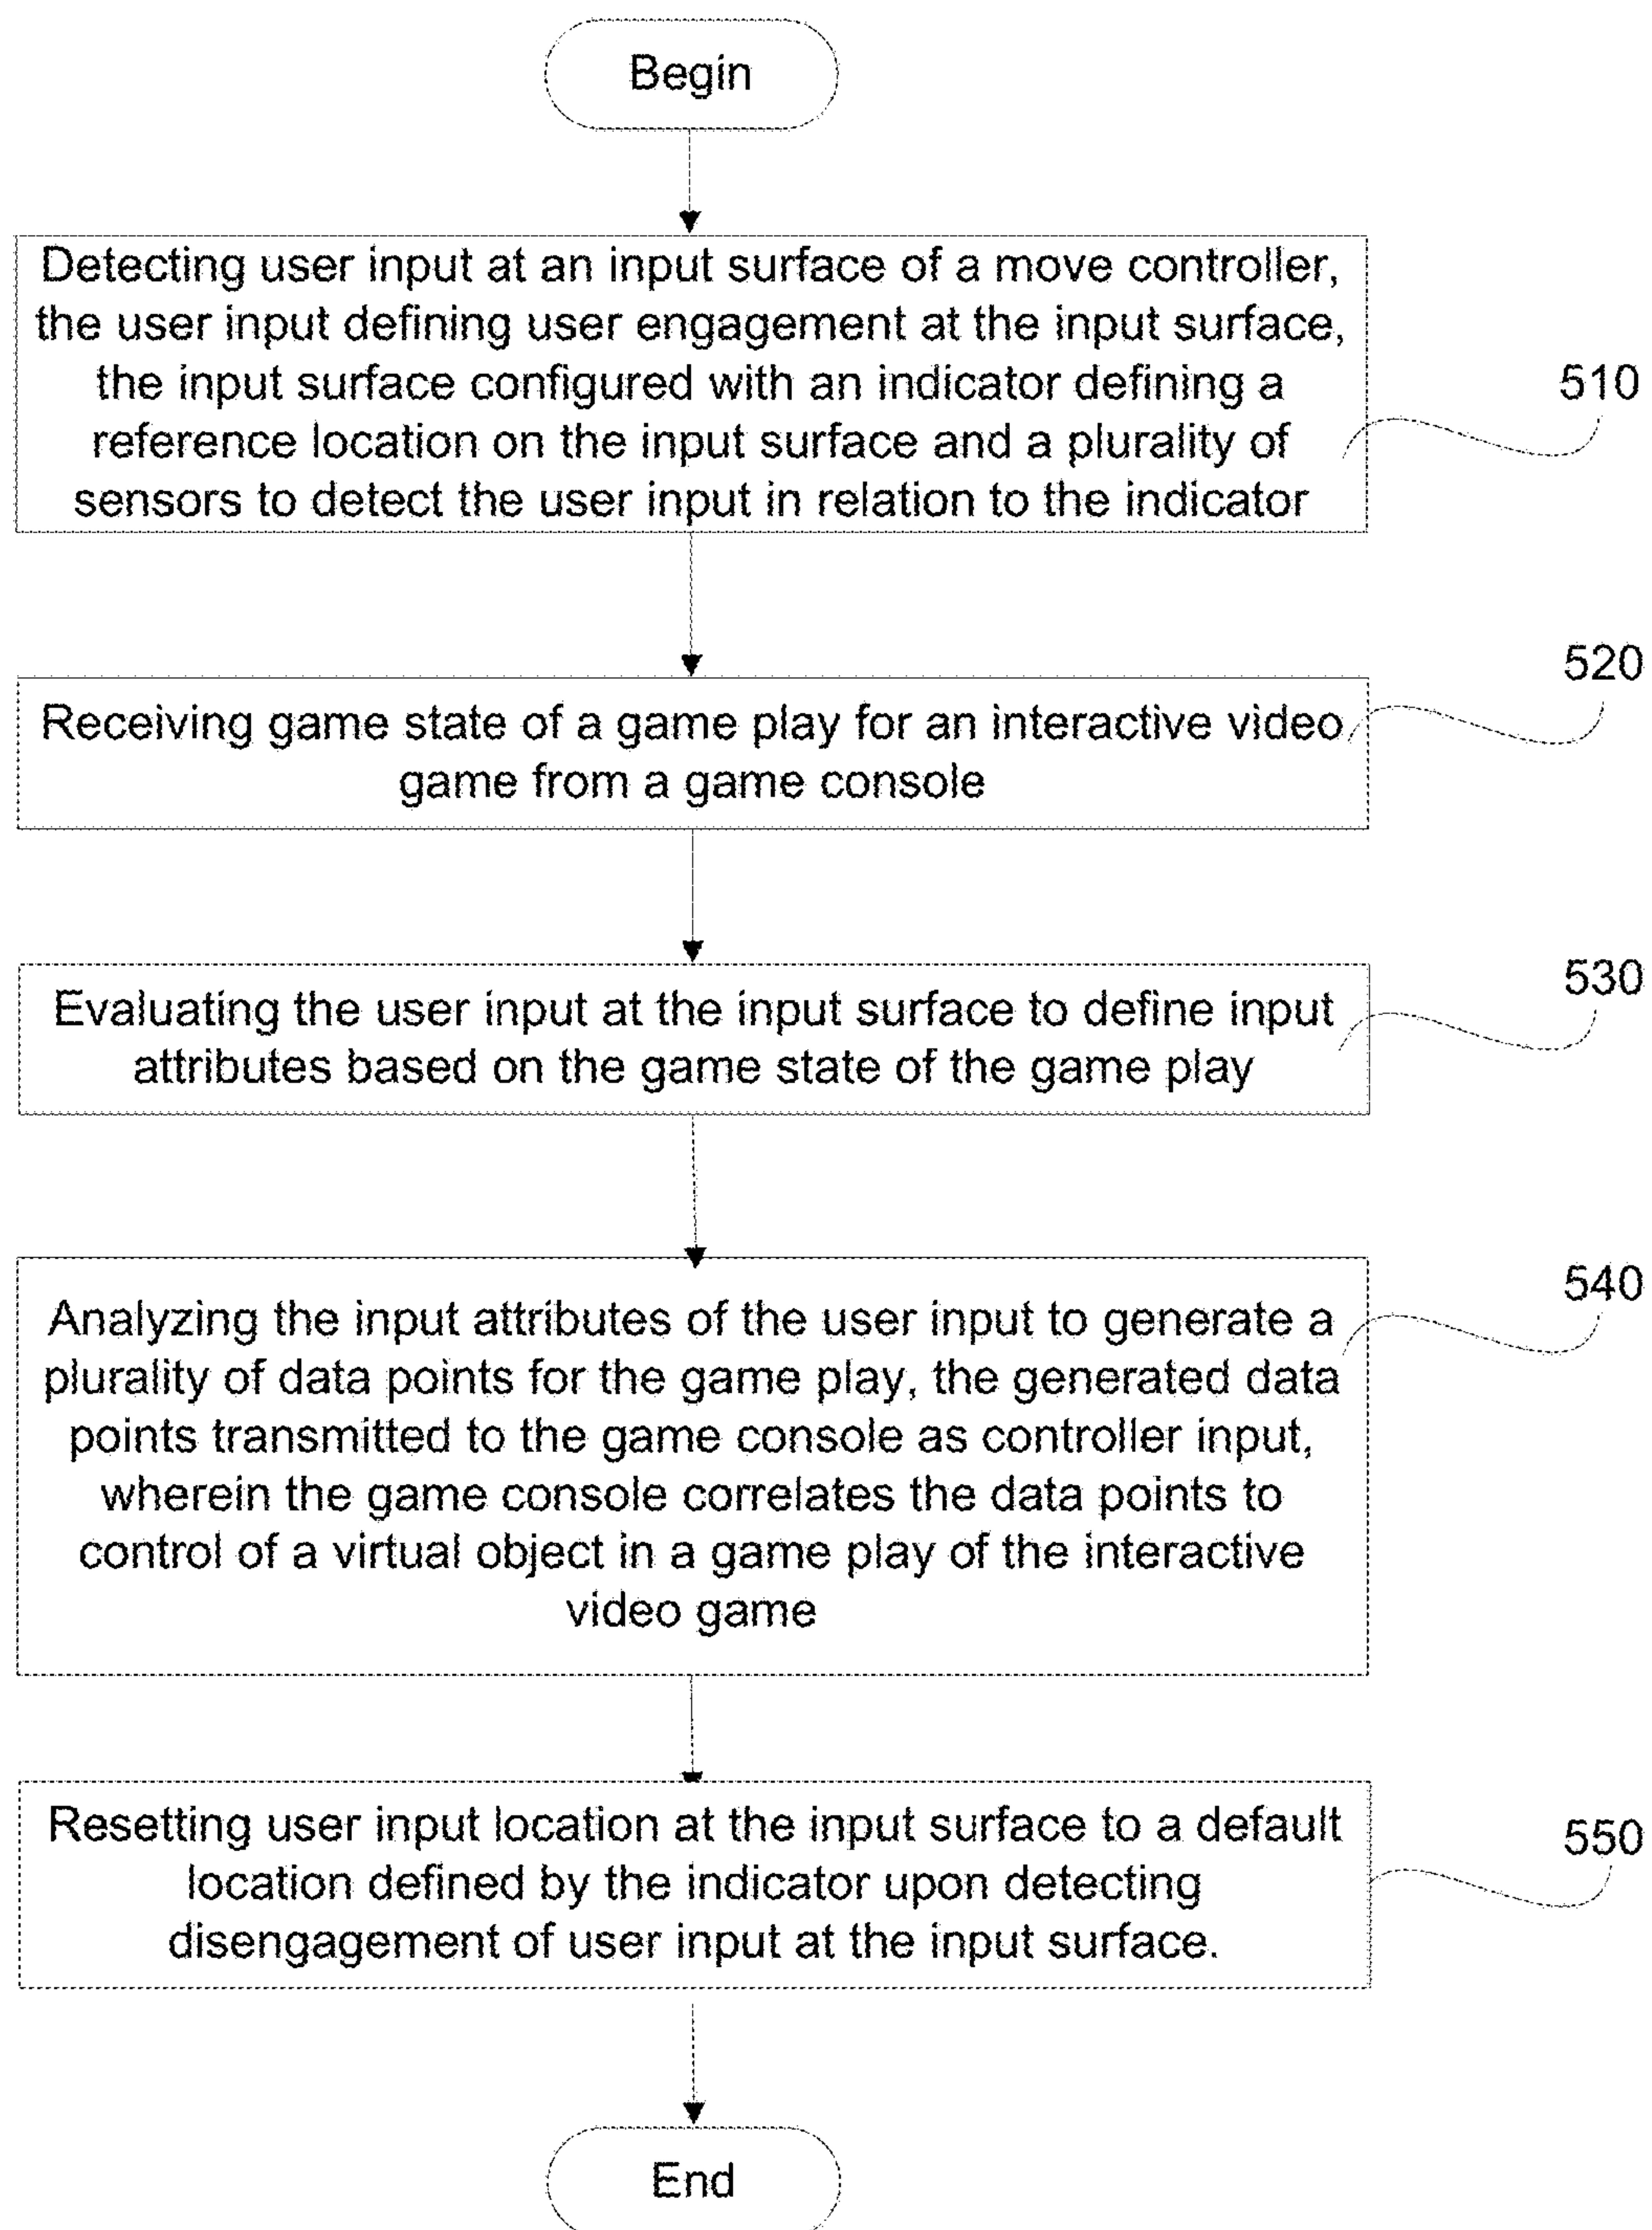 Begin
Detecting user input at an input surface of a move controller,
the user input defining user engagement at the input surface,
the input surface configured with an indicator defining a
reference location on the input surface and a plurality of
sensors to detect the user input in relation to the indicator
510
Receiving game state of a game play for an interactive video
game from a game console
520
Evaluating the user input at the input surface to define input
attributes based on the game state of the game play
530
Analyzing the input attributes of the user input to generate a
plurality of data points for the game play, the generated data
points transmitted to the game console as controller input,
wherein the game console correlates the data points to
control of a virtual object in a game play of the interactive
video game
540
Resetting user input location at the input surface to a default
location defined by the indicator upon detecting
disengagement of user input at the input surface.
550
End